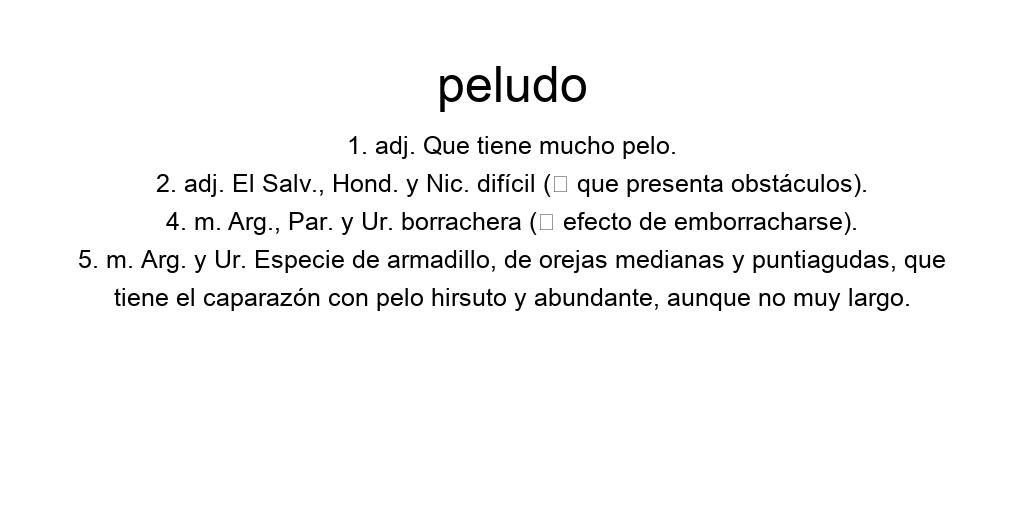 peludo
1. adj. Que tiene mucho pelo.
2. adj. El Salv., Hond. y Nic. difícil (▯ que presenta obstáculos).
4. m. Arg., Par. y Ur. borrachera (▯ efecto de emborracharse).
5. m. Arg. y Ur. Especie de armadillo, de orejas medianas y puntiagudas, que
tiene el caparazón con pelo hirsuto y abundante, aunque no muy largo.